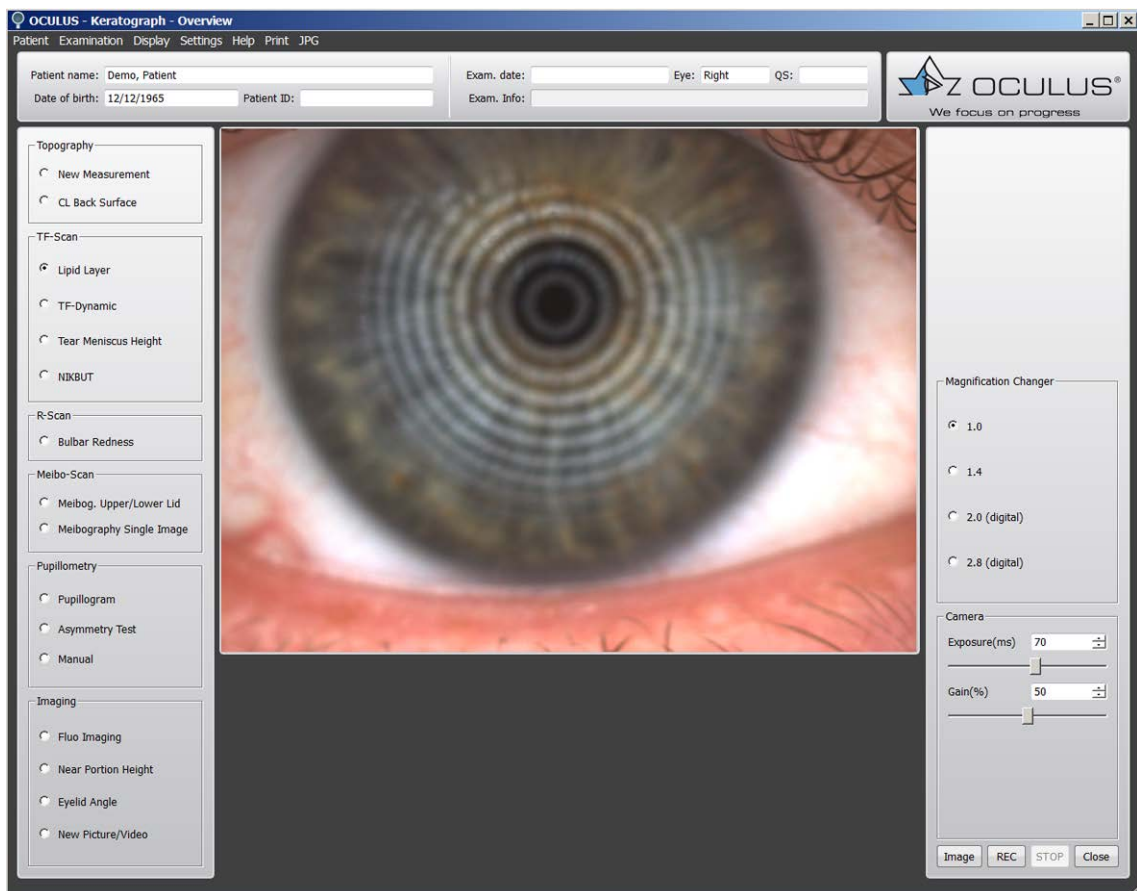 OCULUS - Keratograph - Overview
Patient Examination Display Settings Help Print JPG
Patient name: Demo, Patient
Date of birth: 12/12/1965 Patient ID:
Exam. date: Eye: Right QS:
Exam. Info:
OCULUS®
We focus on progress
Topography
New Measurement
CL Back Surface
TF-Scan
Lipid Layer
TF-Dynamic
Tear Meniscus Height
NIKBUT
R-Scan
Bulbar Redness
Meibo-Scan
Meibog. Upper/Lower Lid
Meibography Single Image
Pupillometry
Pupillogram
Asymmetry Test
Manual
Imaging
Fluo Imaging
Near Portion Height
Eyelid Angle
New Picture/Video
Magnification Changer
1.0
1.4
2.0 (digital)
2.8 (digital)
Camera
Exposure(ms) 70
Gain(%) 50
Image REC STOP Close